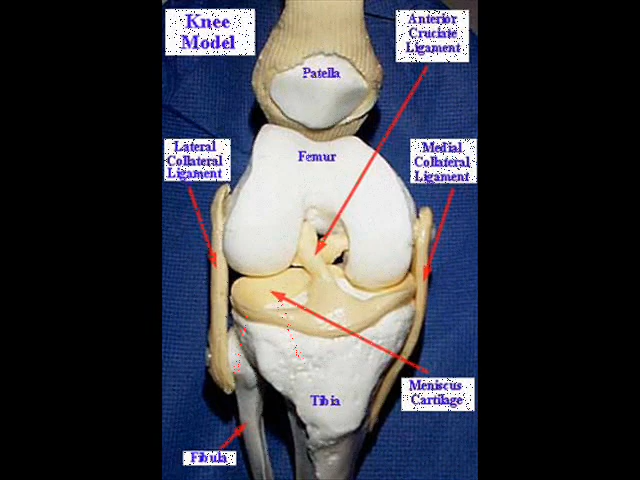 Knee
Model
Anterior
Cruciate
Ligament
Patella
Lateral
Collateral
Ligament
Femur
Medial
Collateral
Ligament
Meniscus
Cartilage
Tibia
Fibula